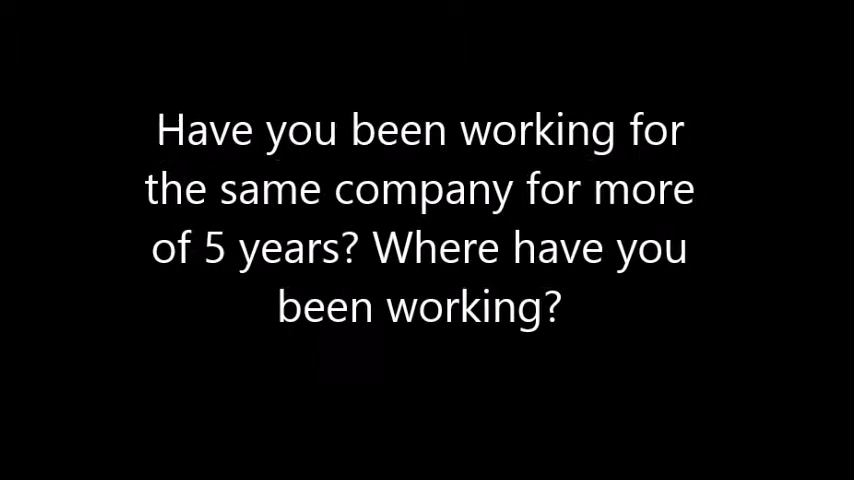 Have you been working for
the same company for more
of 5 years? Where have you
been working?